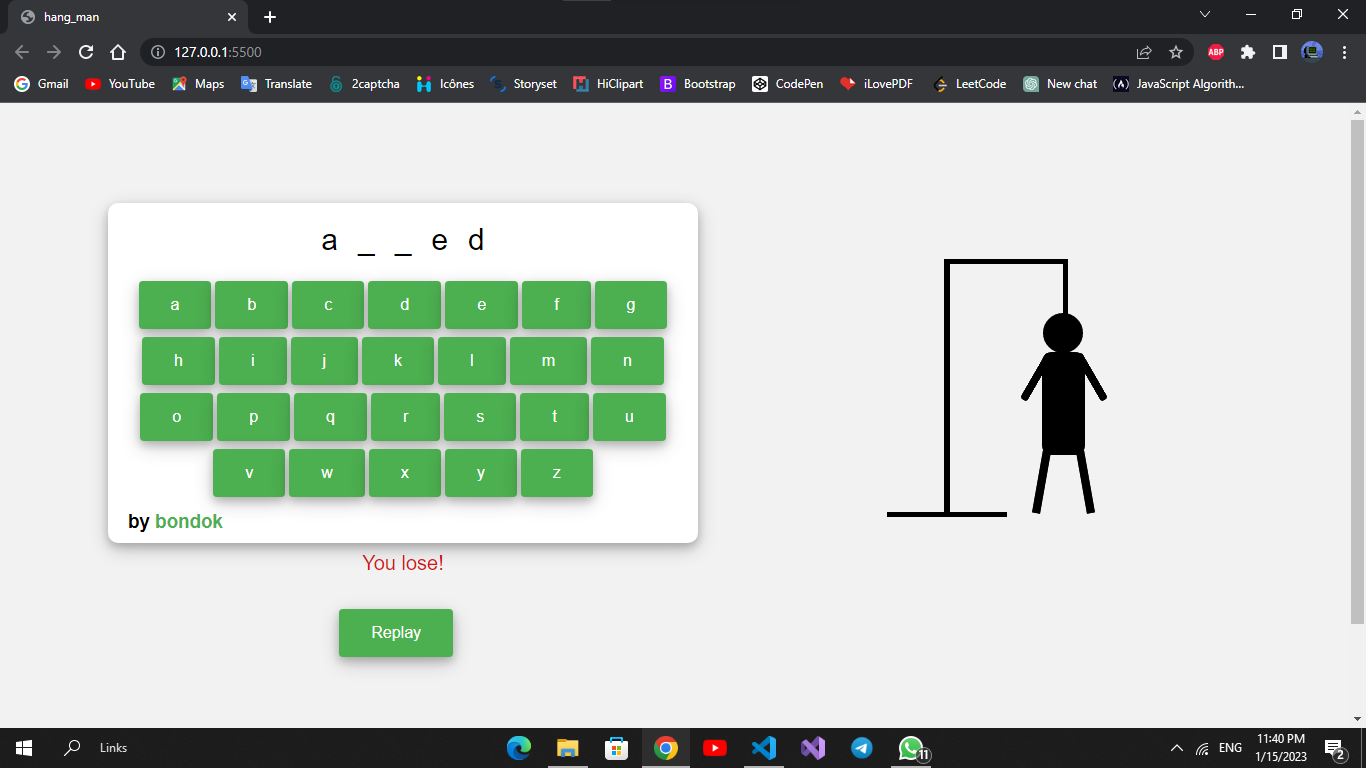 hang_man
127.0.0.1:5500
ABP
Gmail YouTube Maps Translate 2captcha Icônes Storyset HiClipart Bootstrap CodePen iLovePDF LeetCode New chat JavaScript Algorith...
a _ _ e d
a b c d e f g
h i j k l m n
o p q r s t u
v w x y z
by bondok
You lose!
Replay
Links
11
ENG
11:40 PM
1/15/2023
2